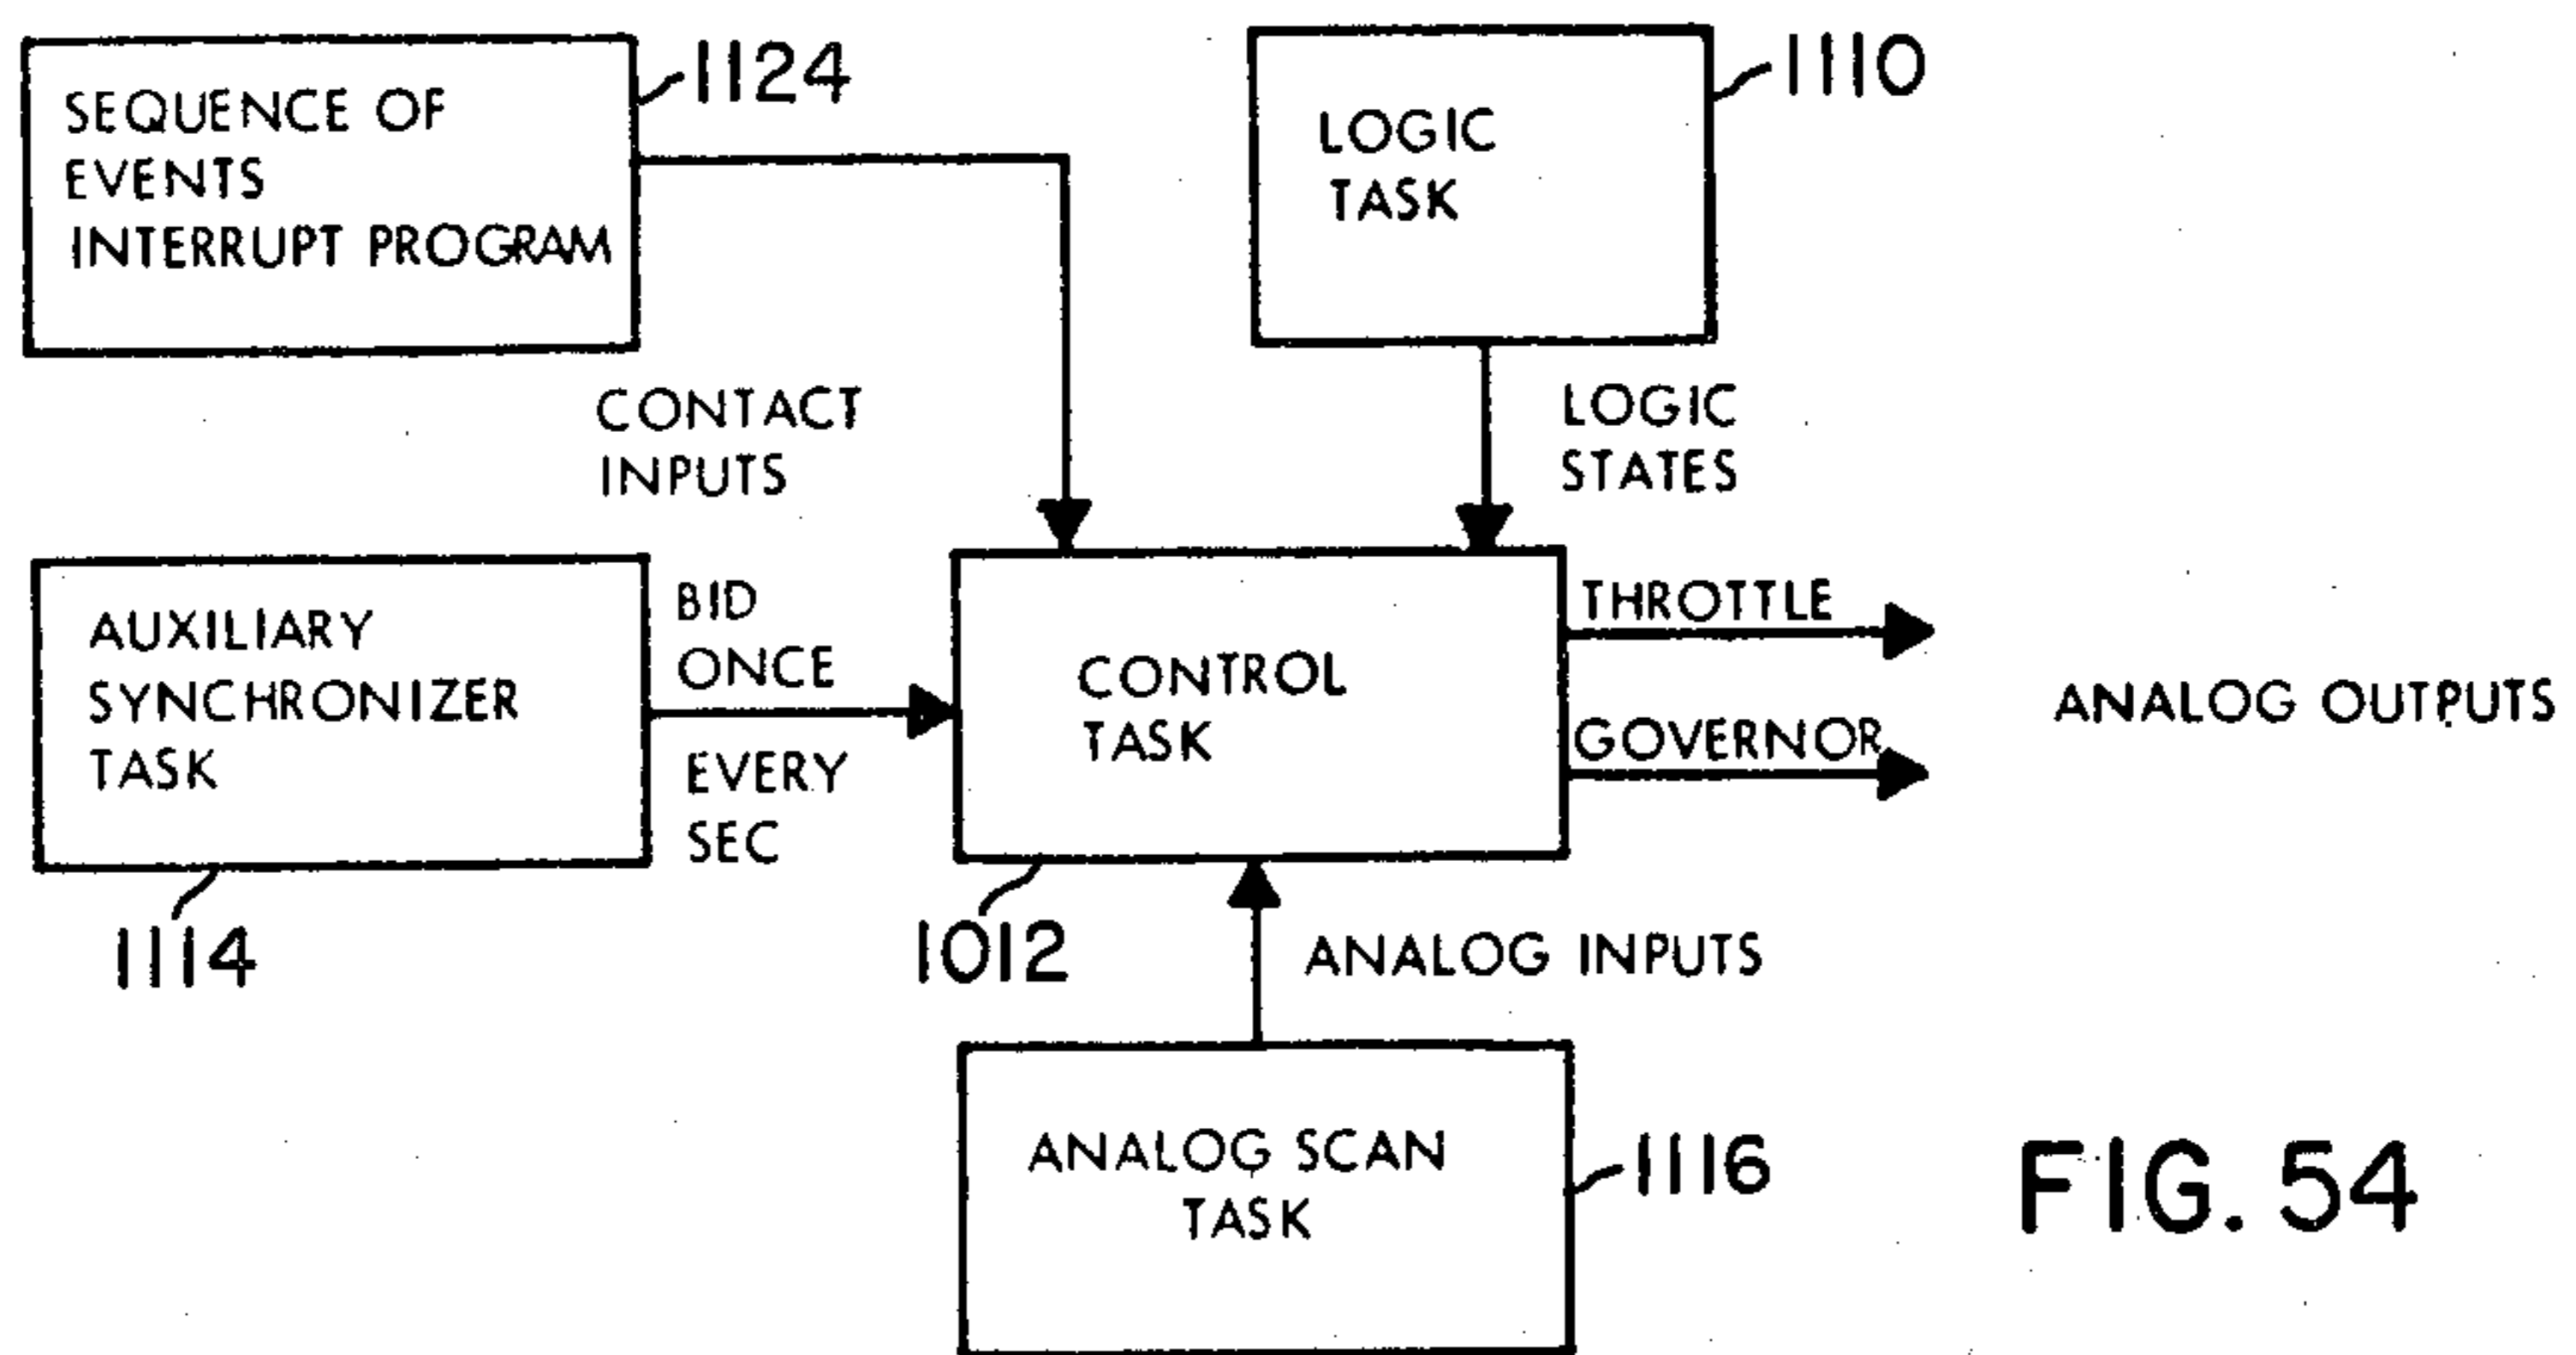 SEQUENCE OF
EVENTS
INTERRUPT PROGRAM
1124
LOGIC
TASK
1110
CONTACT
INPUTS
LOGIC
STATES
AUXILIARY
SYNCHRONIZER
TASK
1114
BID
ONCE
EVERY
SEC
CONTROL
TASK
1012
THROTTLE
GOVERNOR
ANALOG OUTPUTS
ANALOG INPUTS
ANALOG SCAN
TASK
1116
FIG. 54